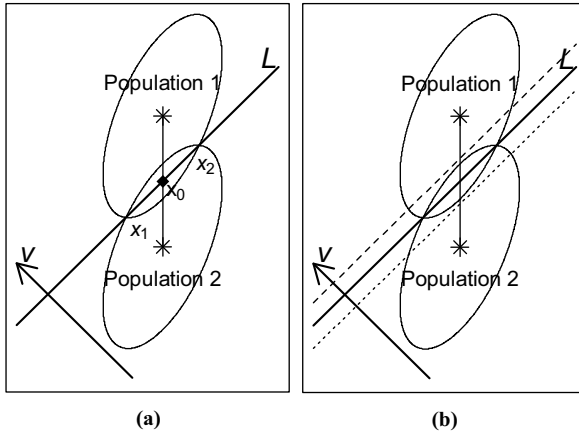 L
Population 1
x2
x0
x1
v
Population 2
(a)
L
Population 1
v
Population 2
(b)